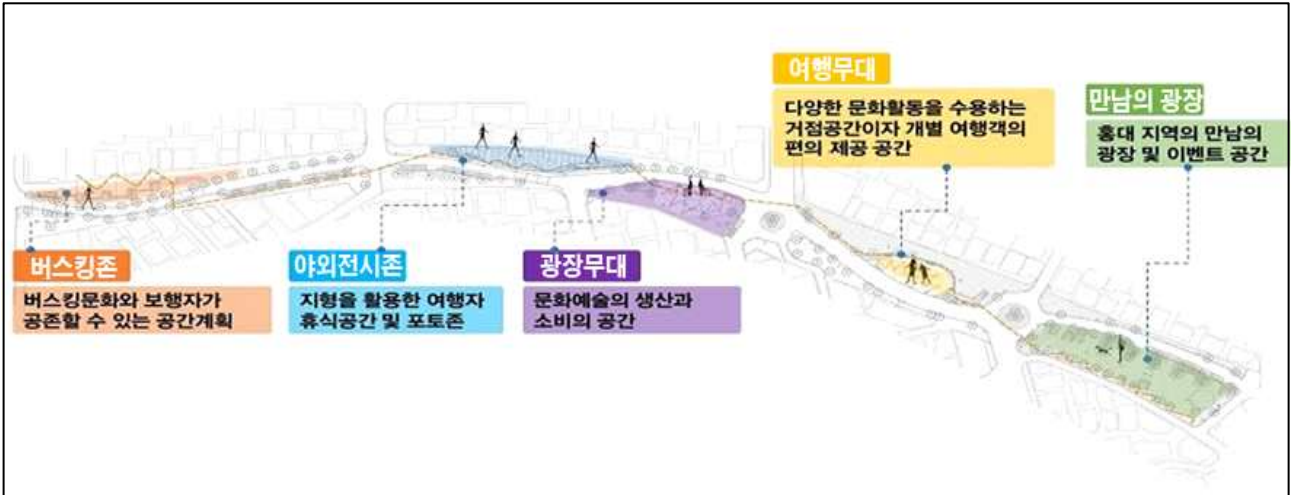 여행무대
다양한 문화활동을 수용하는
거점공간이자 개별 여행객의
편의 제공 공간
만남의 광장
홍대 지역의 만남의
광장 및 이벤트 공간
버스킹존
버스킹문화와 보행자가
공존할 수 있는 공간계획
야외전시존
지형을 활용한 여행자
휴식공간 및 포토존
광장무대
문화예술의 생산과
소비의 공간